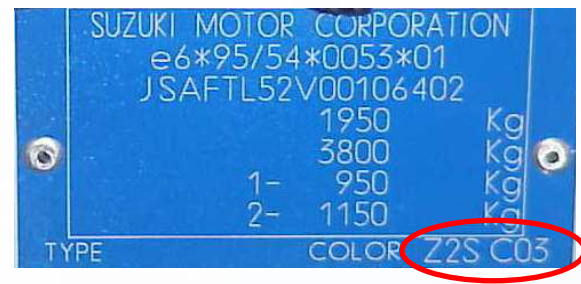 SUZUKI MOTOR CORPORATION
e6*95/54*0053*01
JSAFTL52V00106402
1950 Kg
3800 Kg
1- 950 Kg
2- 1150 Kg
TYPE COLOR Z2S C03